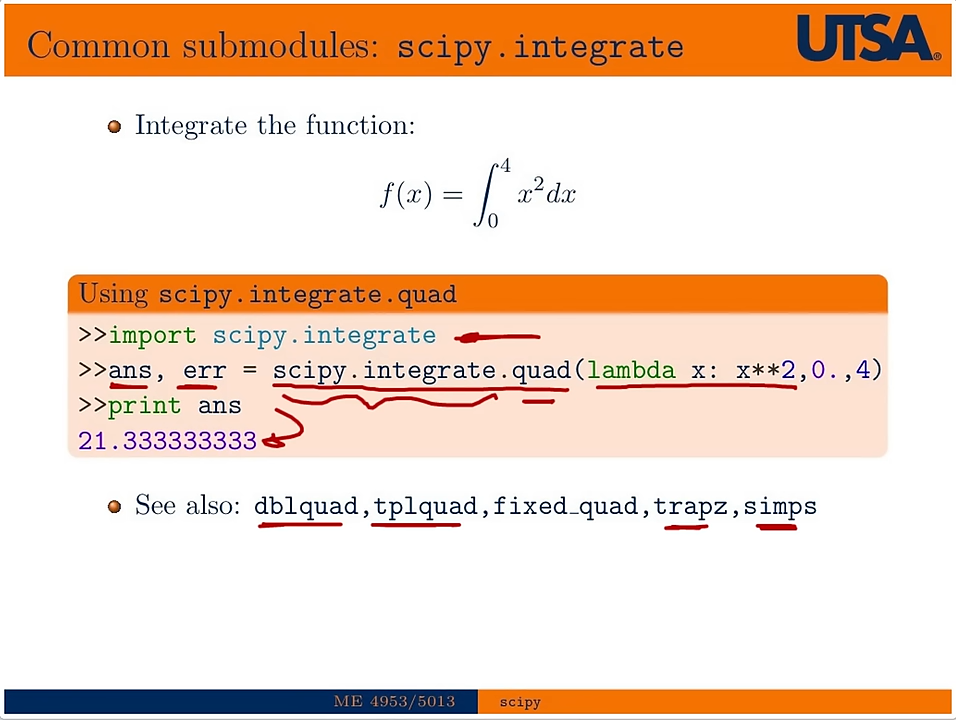 Common submodules: scipy.integrate
UTSA®
Integrate the function:
f(x) = ∫₀⁴ x²dx
Using scipy.integrate.quad
>>import scipy.integrate
>>ans, err = scipy.integrate.quad(lambda x: x**2,0.,4)
>>print ans
21.333333333
See also: dblquad,tplquad,fixed_quad,trapz,simps
ME 4953/5013 scipy